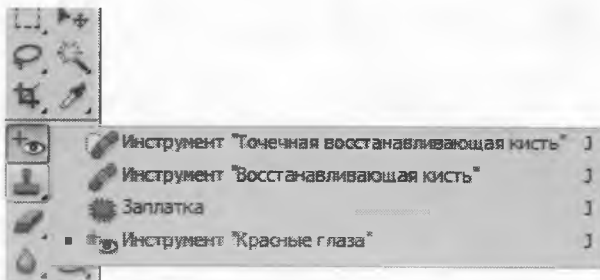 Инструмент "Точечная восстанавливающая кисть" J
Инструмент "Восстанавливающая кисть" J
Заплатка J
Инструмент "Красные глаза" J